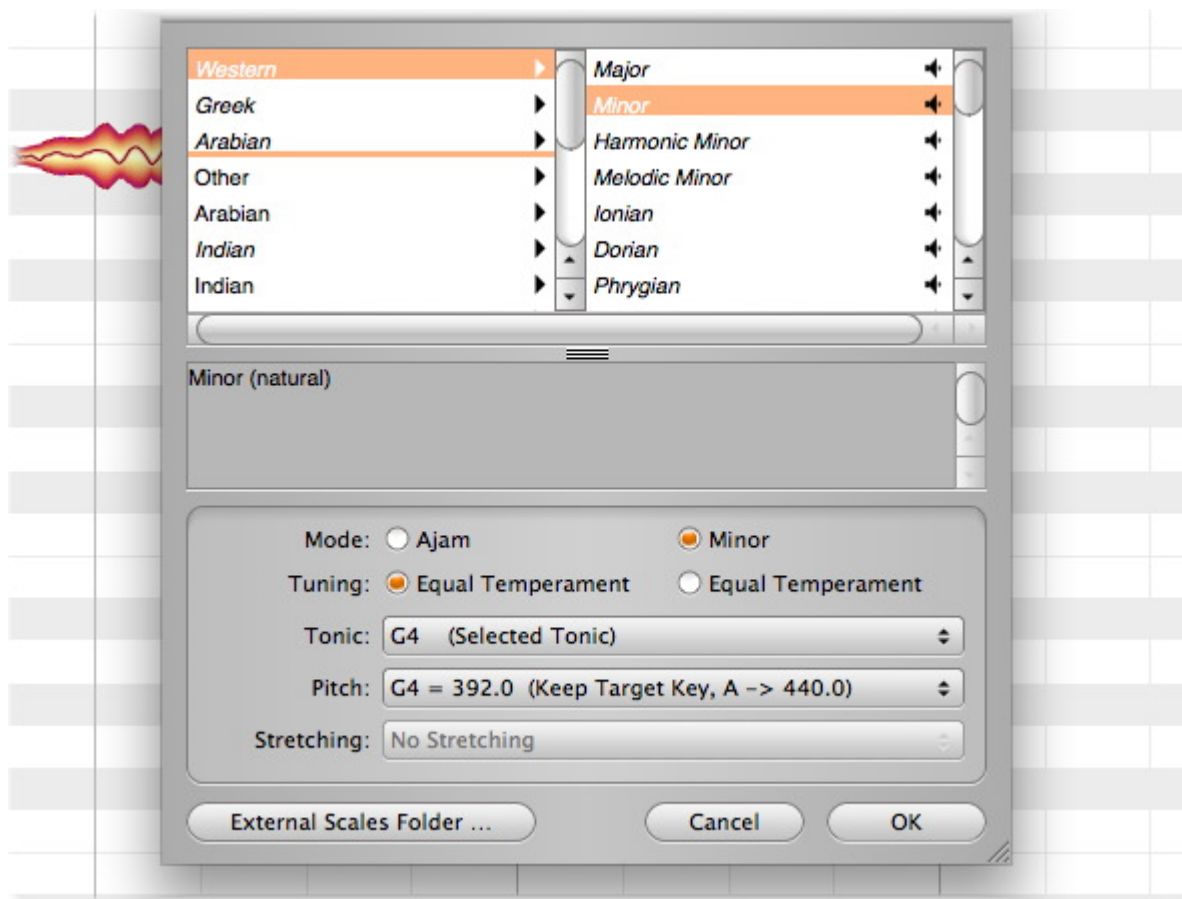 Western
Greek
Arabian
Other
Arabian
Indian
Indian
Major
Minor
Harmonic Minor
Melodic Minor
Ionian
Dorian
Phrygian
Minor (natural)
Mode: Ajam Minor
Tuning: Equal Temperament Equal Temperament
Tonic: G4 (Selected Tonic)
Pitch: G4 = 392.0 (Keep Target Key, A -> 440.0)
Stretching: No Stretching
External Scales Folder ... Cancel OK